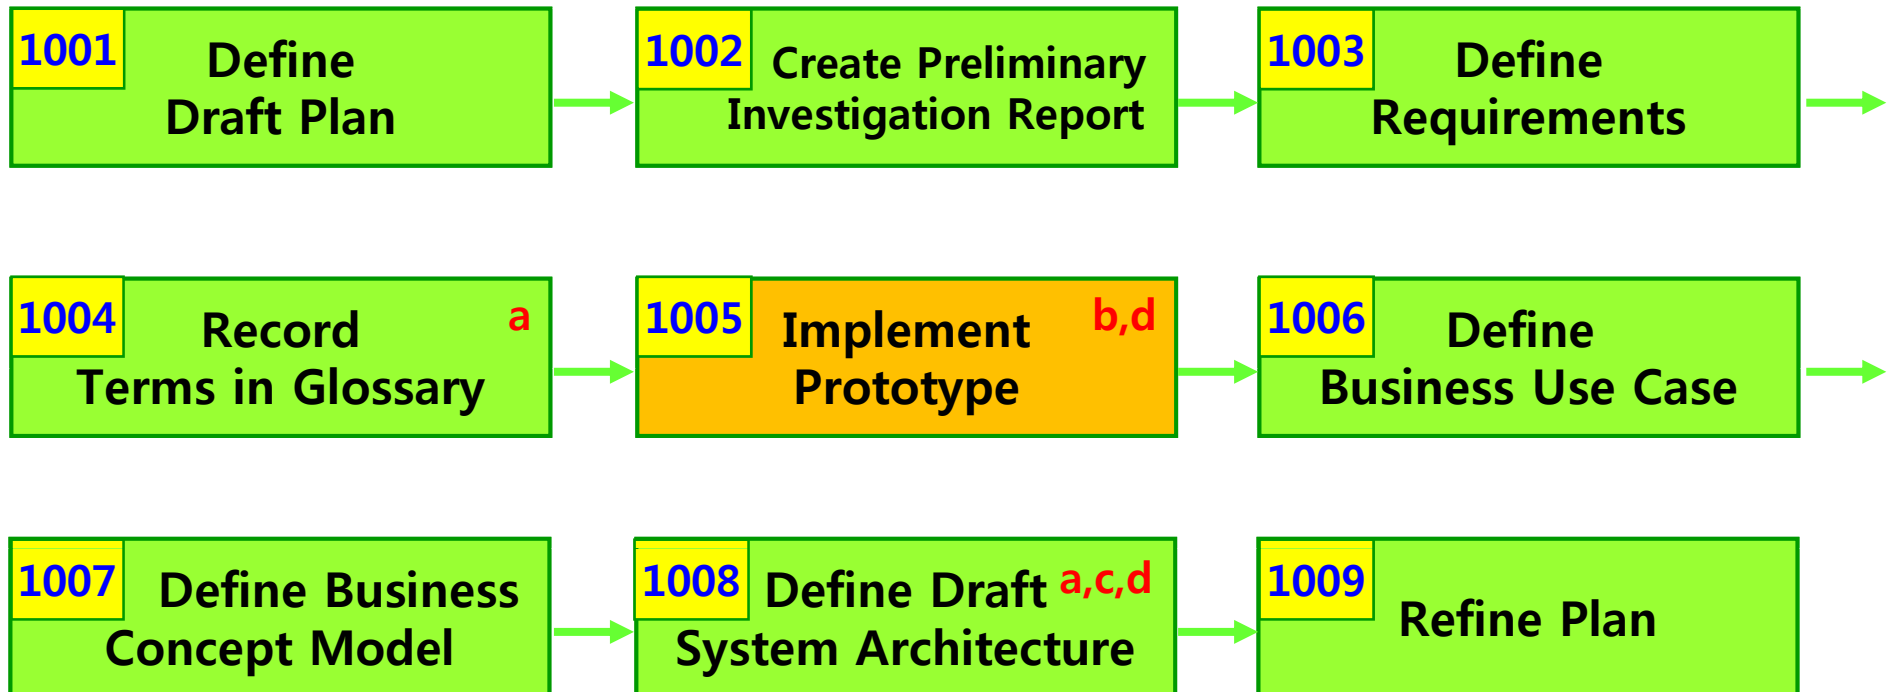 1001
Define
Draft Plan
1002
Create Preliminary
Investigation Report
1003
Define
Requirements
1004
Record
a
Terms in Glossary
1005
Implement
b,d
Prototype
1006
Define
Business Use Case
1007
Define Business
Concept Model
1008
Define Draft
a,c,d
System Architecture
1009
Refine Plan